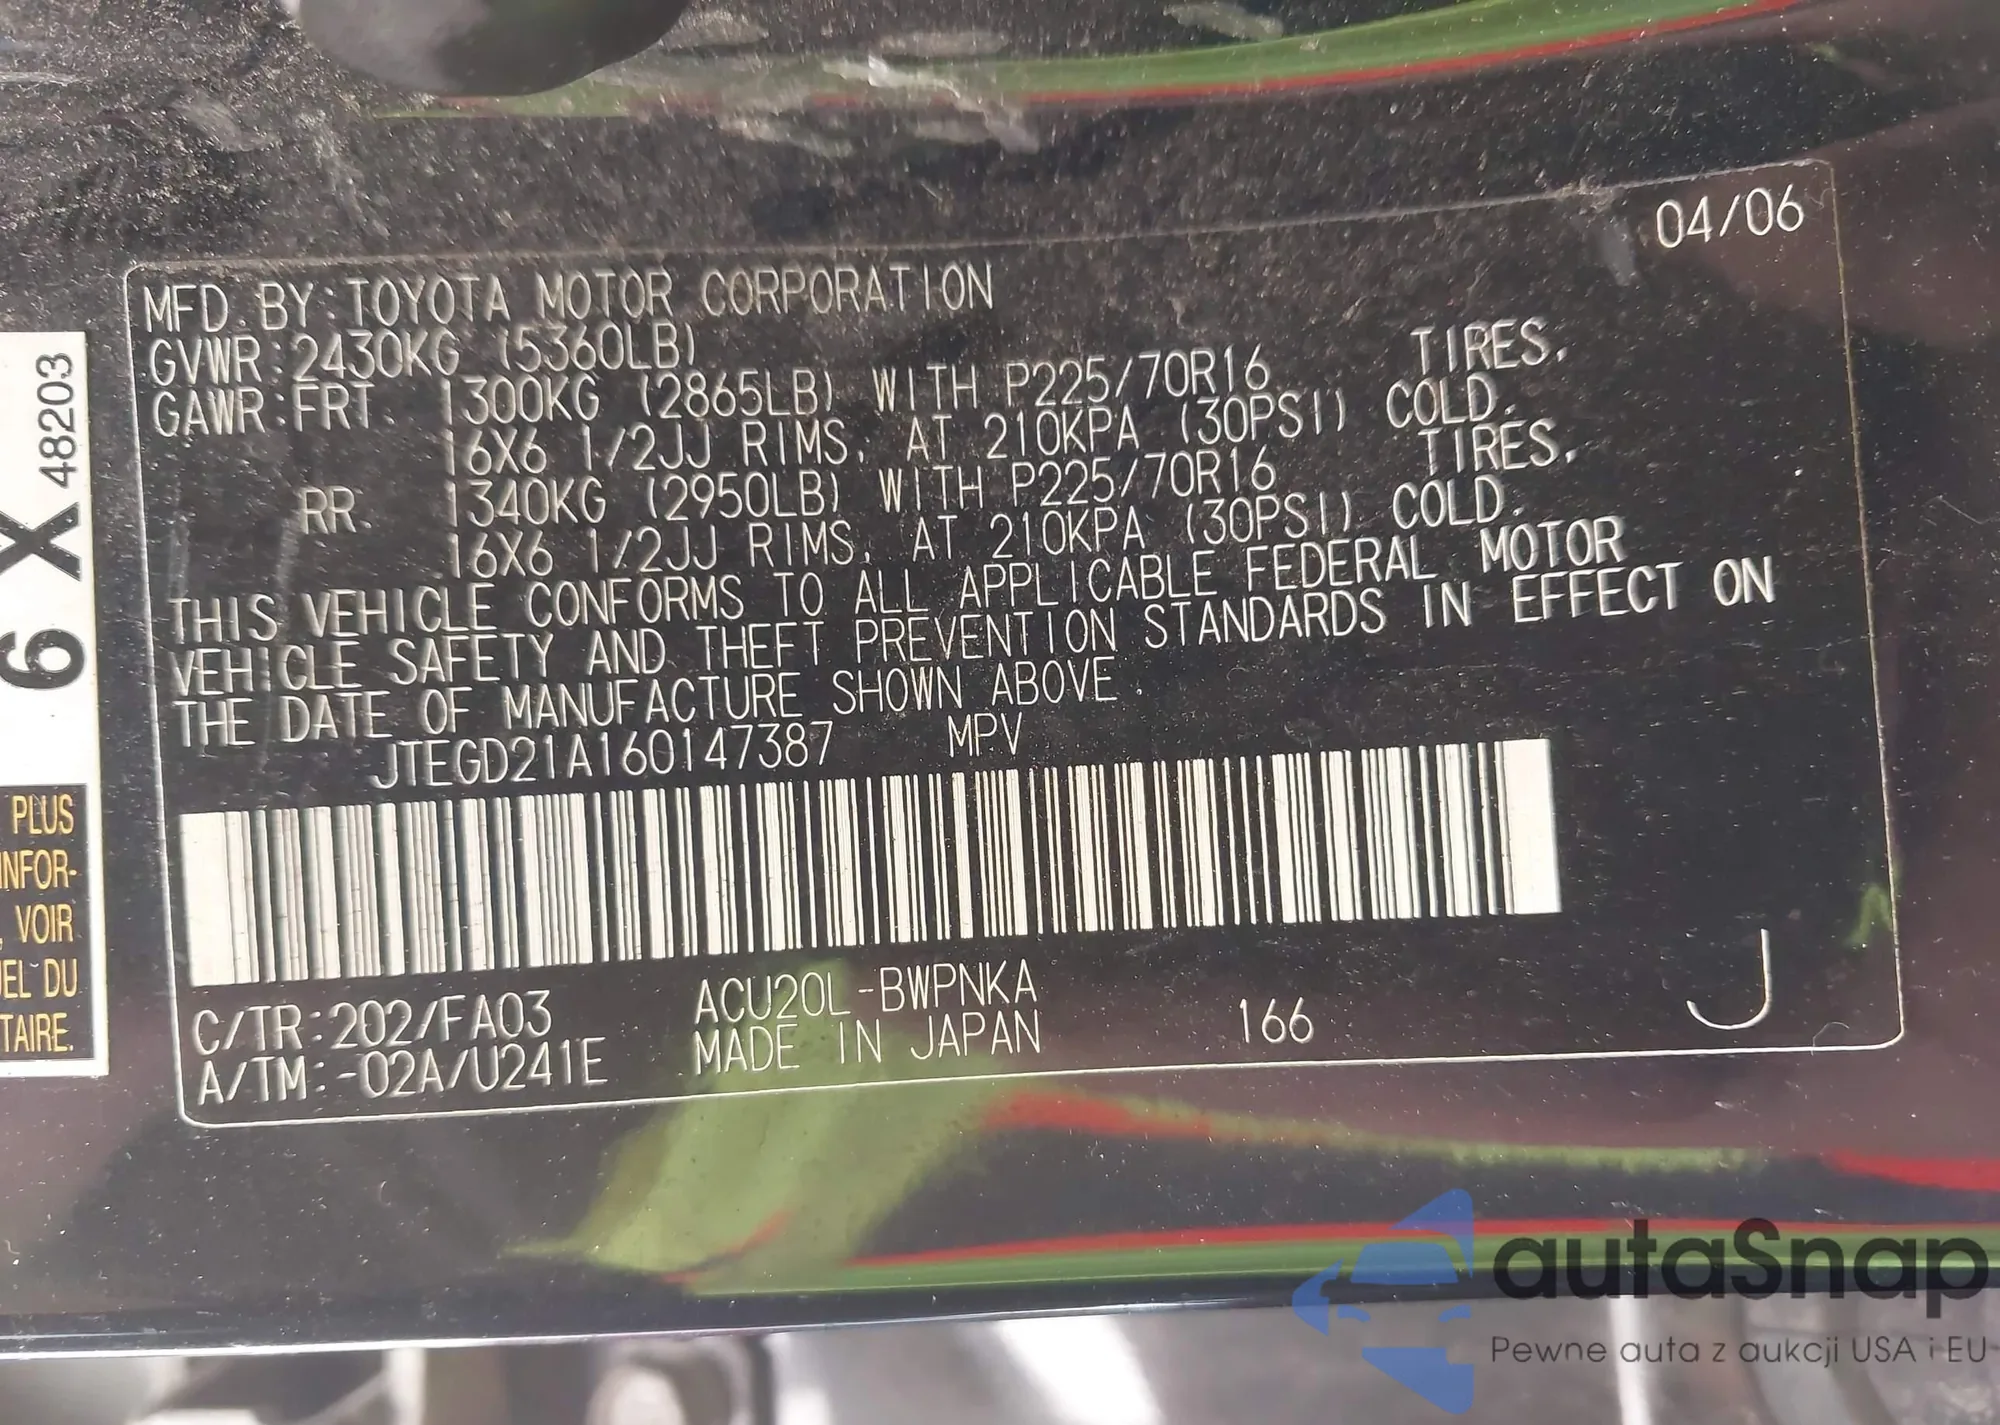 04/06
MFD. BY:TOYOTA MOTOR CORPORATION
GVWR:2430KG (5360LB)
GAWR:FRT. 1300KG (2865LB) WITH P225/70R16 TIRES,
16X6 1/2JJ RIMS, AT 210KPA (30PSI) COLD.
RR. 1340KG (2950LB) WITH P225/70R16 TIRES,
16X6 1/2JJ RIMS, AT 210KPA (30PSI) COLD.
THIS VEHICLE CONFORMS TO ALL APPLICABLE FEDERAL MOTOR
VEHICLE SAFETY AND THEFT PREVENTION STANDARDS IN EFFECT ON
THE DATE OF MANUFACTURE SHOWN ABOVE.
JTEGD21A160147387 MPV
C/TR:202/FA03 ACU20L-BWPNKA
A/TM:-02A/U241E MADE IN JAPAN 166 J
6 X 48203
PLUS
INFOR-
, VOIR
EL DU
TAIRE.
autaSnap
Pewne auta z aukcji USA i EU